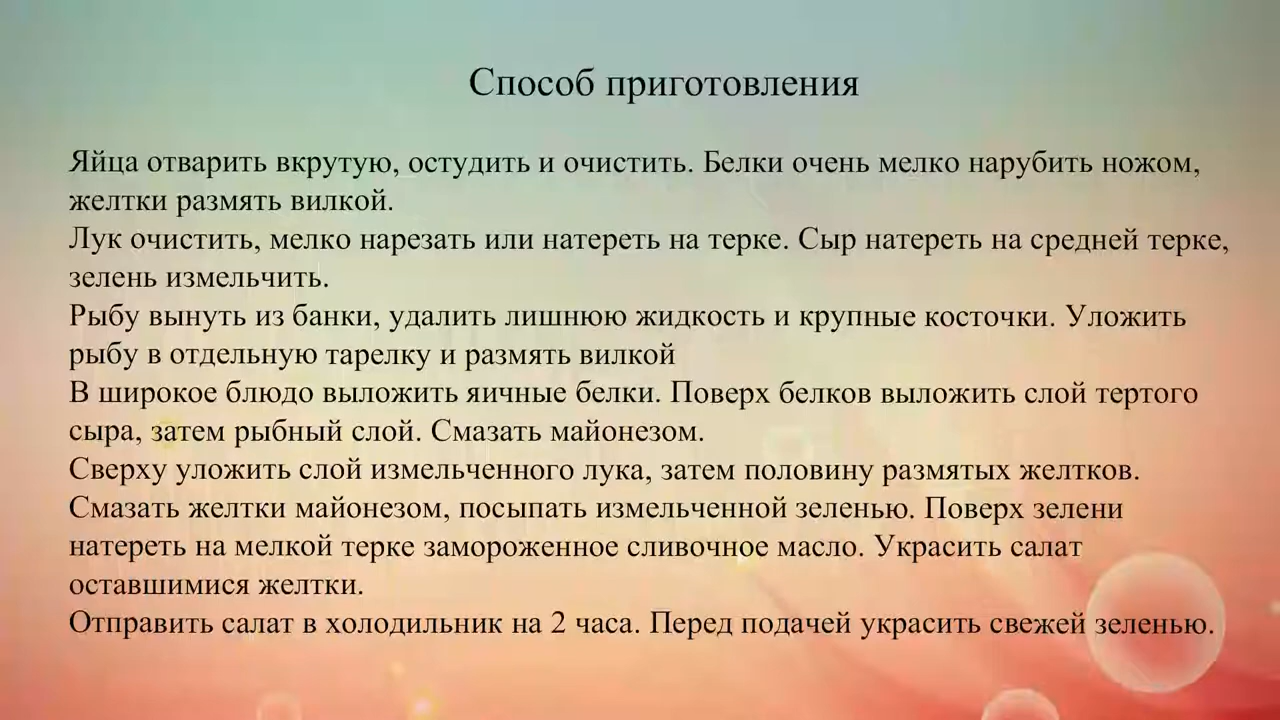 Способ приготовления
Яйца отварить вкрутую, остудить и очистить. Белки очень мелко нарубить ножом,
желтки размять вилкой.
Лук очистить, мелко нарезать или натереть на терке. Сыр натереть на средней терке,
зелень измельчить.
Рыбу вынуть из банки, удалить лишнюю жидкость и крупные косточки. Уложить
рыбу в отдельную тарелку и размять вилкой
В широкое блюдо выложить яичные белки. Поверх белков выложить слой тертого
сыра, затем рыбный слой. Смазать майонезом.
Сверху уложить слой измельченного лука, затем половину размятых желтков.
Смазать желтки майонезом, посыпать измельченной зеленью. Поверх зелени
натереть на мелкой терке замороженное сливочное масло. Украсить салат
оставшимися желтки.
Отправить салат в холодильник на 2 часа. Перед подачей украсить свежей зеленью.